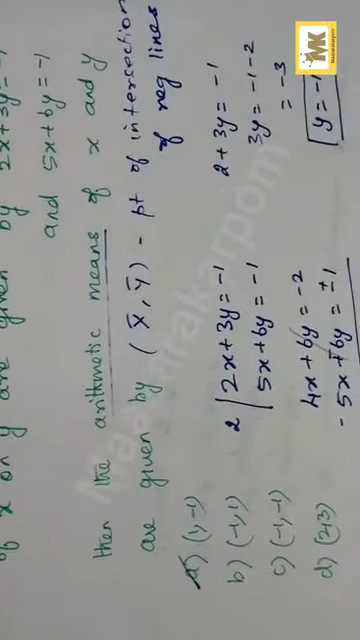 of x on y are given by 2x+3y=-1
and 5x+6y=-1
then the arithmetic means of x and y
are given by (x̄, ȳ) - pt of intersection
of reg lines
a) (1,-1)
b) (-1,1)
c) (-1,-1)
d) (2,3)
2 | 2x+3y=-1
5x+6y=-1
4x+6y=-2
-5x+6y=±1
2+3y=-1
3y=-1-2
=-3
y=-1
MK
Maayarakarpom